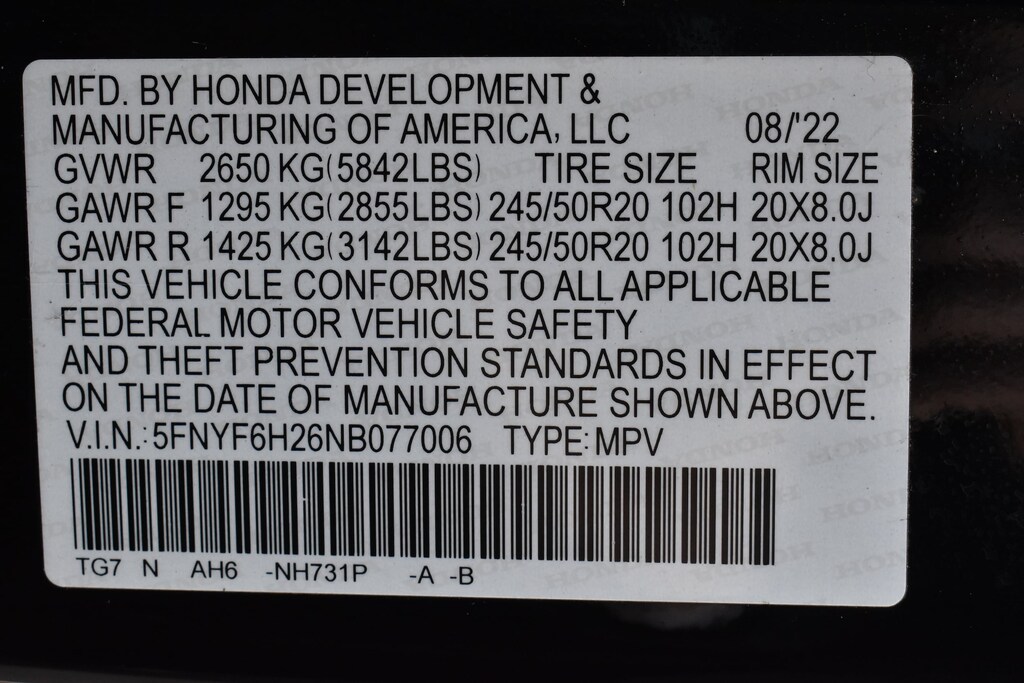 MFD. BY HONDA DEVELOPMENT &
MANUFACTURING OF AMERICA, LLC 08/'22
GVWR 2650 KG(5842LBS) TIRE SIZE RIM SIZE
GAWR F 1295 KG(2855LBS) 245/50R20 102H 20X8.0J
GAWR R 1425 KG(3142LBS) 245/50R20 102H 20X8.0J
THIS VEHICLE CONFORMS TO ALL APPLICABLE
FEDERAL MOTOR VEHICLE SAFETY
AND THEFT PREVENTION STANDARDS IN EFFECT
ON THE DATE OF MANUFACTURE SHOWN ABOVE.
V.I.N.: 5FNYF6H26NB077006 TYPE: MPV
TG7 N AH6 -NH731P -A -B